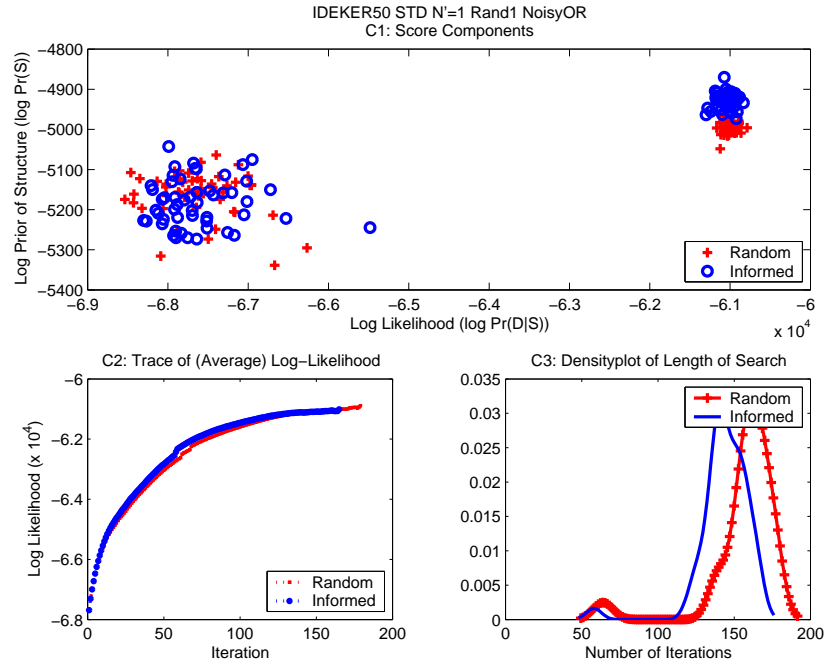 IDEKER50 STD N'=1 Rand1 NoisyOR
C1: Score Components
Log Prior of Structure (log Pr(S))
−4800
−4900
−5000
−5100
−5200
−5300
−5400
−6.9
−6.8
−6.7
−6.6
−6.5
−6.4
−6.3
−6.2
−6.1
−6
Log Likelihood (log Pr(D|S))
x 10⁴
Random
Informed
C2: Trace of (Average) Log−Likelihood
Log Likelihood (x 10⁴)
−6
−6.2
−6.4
−6.6
−6.8
0
50
100
150
200
Iteration
Random
Informed
C3: Densityplot of Length of Search
0.035
0.03
0.025
0.02
0.015
0.01
0.005
0
0
50
100
150
200
Number of Iterations
Random
Informed